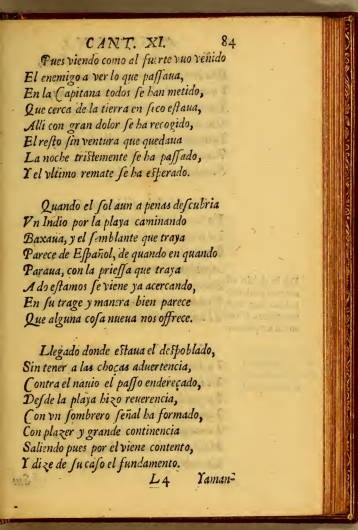 CANT. XI. 84
Pues viendo como al fuerte vuo venido
El enemigo a ver lo que paſſaua,
En la Capitana todos ſe han metido,
Que cerca de la tierra en ſeco eſtaua,
Alli con gran dolor ſe ha recogido,
El reſto ſin ventura que quedaua
La noche triſtemente ſe ha paſſado,
Y el vltimo remate ſe ha eſperado.
Quando el ſol aun a penas deſcubria
Vn Indio por la playa caminando
Baxaua, y el ſemblante que traya
Parece de Eſpañol, de quando en quando
Paraua, con la prieſſa que traya
A do eſtamos ſe viene ya acercando,
En ſu trage y manera bien parece
Que alguna coſa nueua nos offrece.
Llegado donde eſtaua el deſpoblado,
Sin tener a las choças aduertencia,
Contra el nauio el paſſo endereçado,
Deſde la playa hizo reuerencia,
Con vn ſombrero ſeñal ha formado,
Con plazer y grande continencia
Saliendo pues por el viene contento,
Y dize de ſu caſo el fundamento.
L4 Yaman-